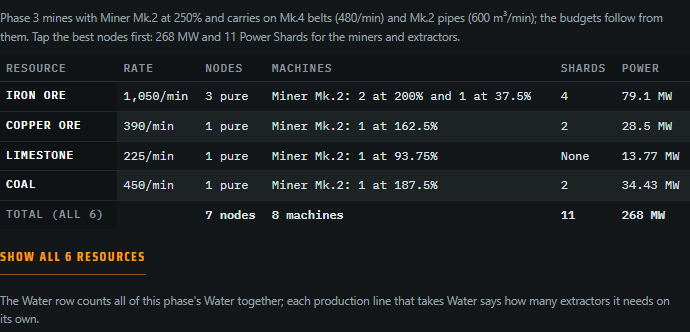 Phase 3 mines with Miner Mk.2 at 250% and carries on Mk.4 belts (480/min) and Mk.2 pipes (600 m³/min); the budgets follow from
them. Tap the best nodes first: 268 MW and 11 Power Shards for the miners and extractors.
RESOURCE RATE NODES MACHINES SHARDS POWER
IRON ORE 1,050/min 3 pure Miner Mk.2: 2 at 200% and 1 at 37.5% 4 79.1 MW
COPPER ORE 390/min 1 pure Miner Mk.2: 1 at 162.5% 2 28.5 MW
LIMESTONE 225/min 1 pure Miner Mk.2: 1 at 93.75% None 13.77 MW
COAL 450/min 1 pure Miner Mk.2: 1 at 187.5% 2 34.43 MW
TOTAL (ALL 6) 7 nodes 8 machines 11 268 MW
SHOW ALL 6 RESOURCES
The Water row counts all of this phase's Water together; each production line that takes Water says how many extractors it needs on
its own.